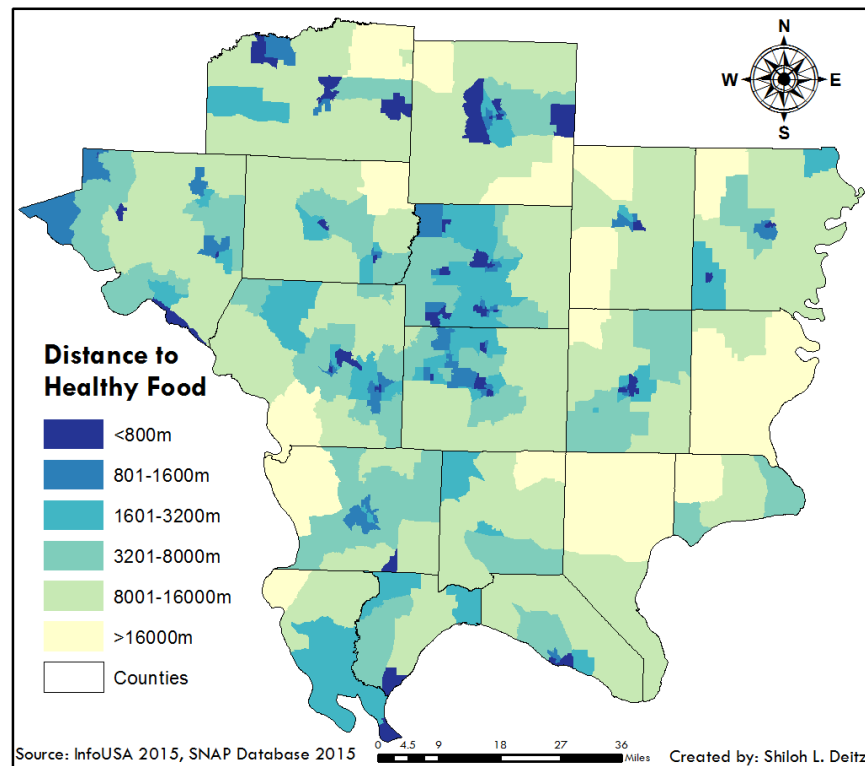 N
W E
S
Distance to
Healthy Food
<800m
801-1600m
1601-3200m
3201-8000m
8001-16000m
>16000m
Counties
Source: InfoUSA 2015, SNAP Database 2015
0 4.5 9 18 27 36
Miles
Created by: Shiloh L. Deitz